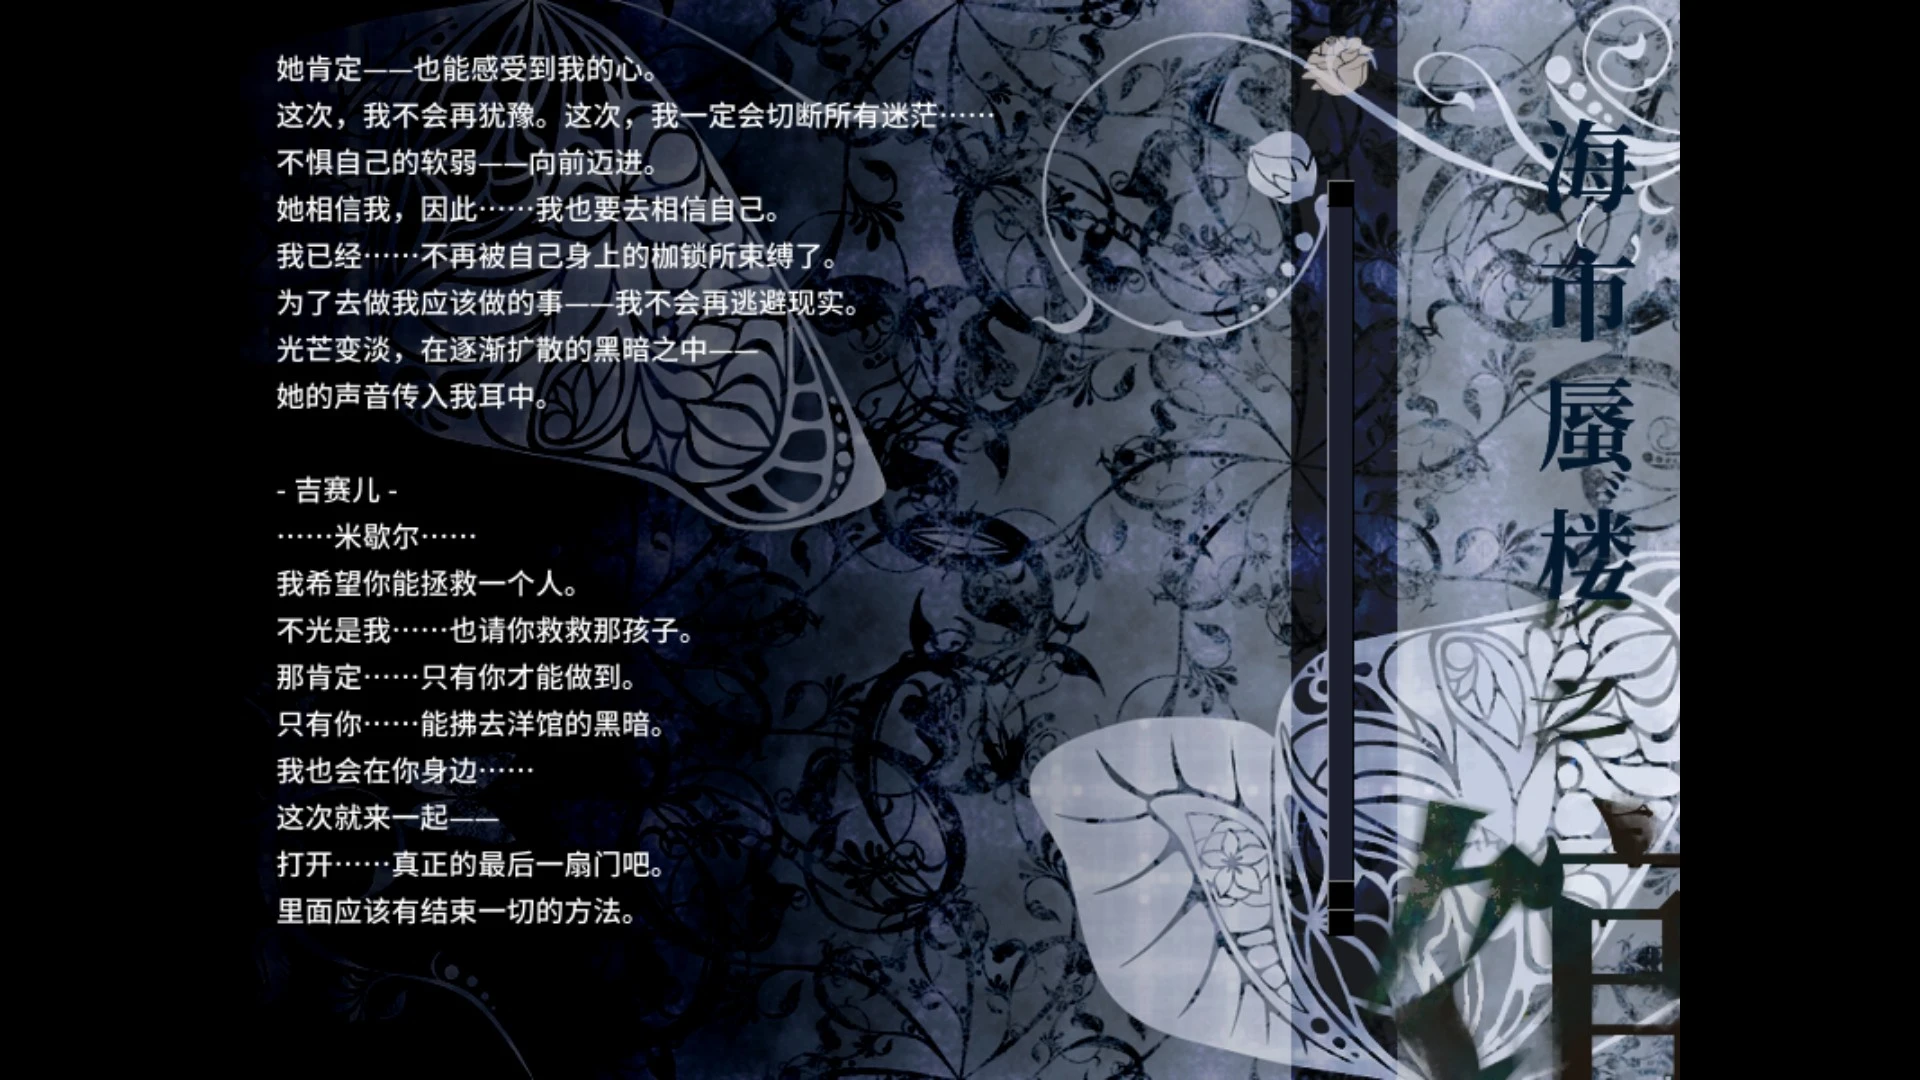 她肯定——也能感受到我的心。
这次，我不会再犹豫。这次，我一定会切断所有迷茫……
不惧自己的软弱——向前迈进。
她相信我，因此……我也要去相信自己。
我已经……不再被自己身上的枷锁所束缚了。
为了去做我应该做的事——我不会再逃避现实。
光芒变淡，在逐渐扩散的黑暗之中——
她的声音传入我耳中。
- 吉赛儿 -
……米歇尔……
我希望你能拯救一个人。
不光是我……也请你救救那孩子。
那肯定……只有你才能做到。
只有你……能拂去洋馆的黑暗。
我也会在你身边……
这次就来一起——
打开……真正的最后一扇门吧。
里面应该有结束一切的方法。
海市蜃楼之馆